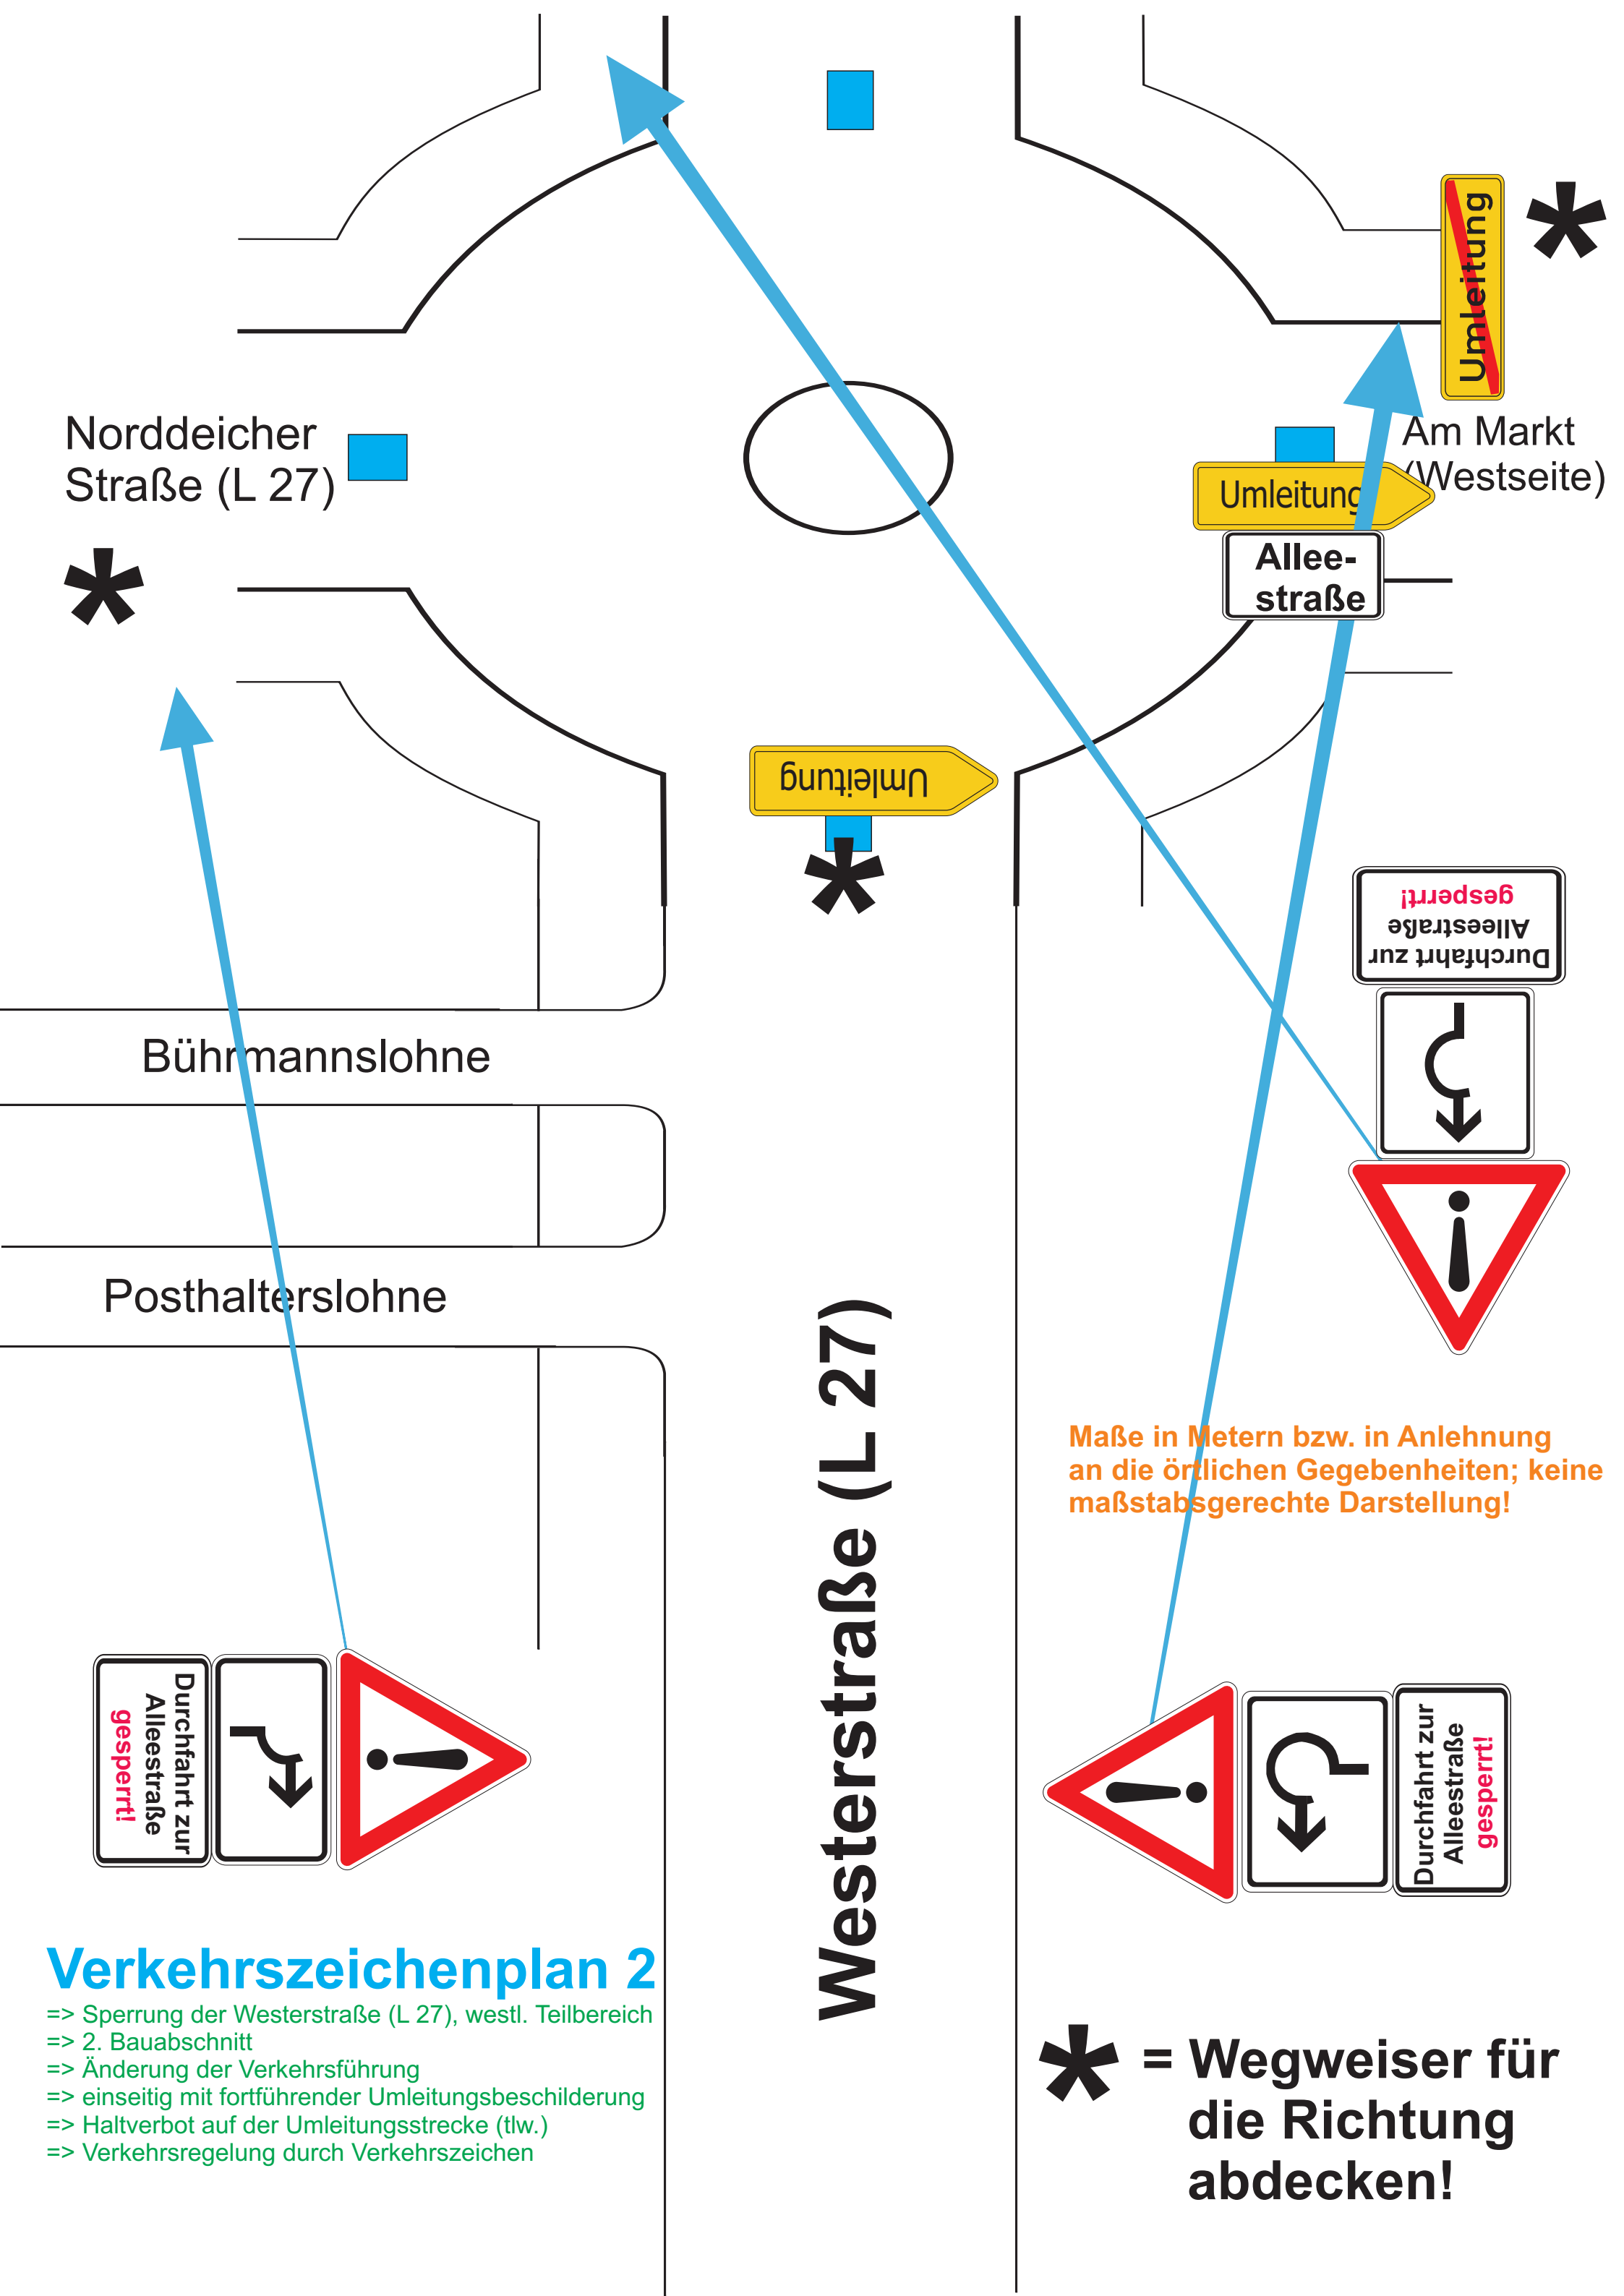 Umleitung
Norddeicher
Straße (L 27)
Am Markt
(Westseite)
Umleitung
Allee-
straße
Umleitung
Durchfahrt zur
Alleestraße
gesperrt!
Bührmannslohne
Posthalterslohne
Westerstraße (L 27)
Maße in Metern bzw. in Anlehnung
an die örtlichen Gegebenheiten; keine
maßstabsgerechte Darstellung!
Durchfahrt zur
Alleestraße
gesperrt!
Durchfahrt zur
Alleestraße
gesperrt!
Verkehrszeichenplan 2
=> Sperrung der Westerstraße (L 27), westl. Teilbereich
=> 2. Bauabschnitt
=> Änderung der Verkehrsführung
=> einseitig mit fortführender Umleitungsbeschilderung
=> Haltverbot auf der Umleitungsstrecke (tlw.)
=> Verkehrsregelung durch Verkehrszeichen
* = Wegweiser für
die Richtung
abdecken!